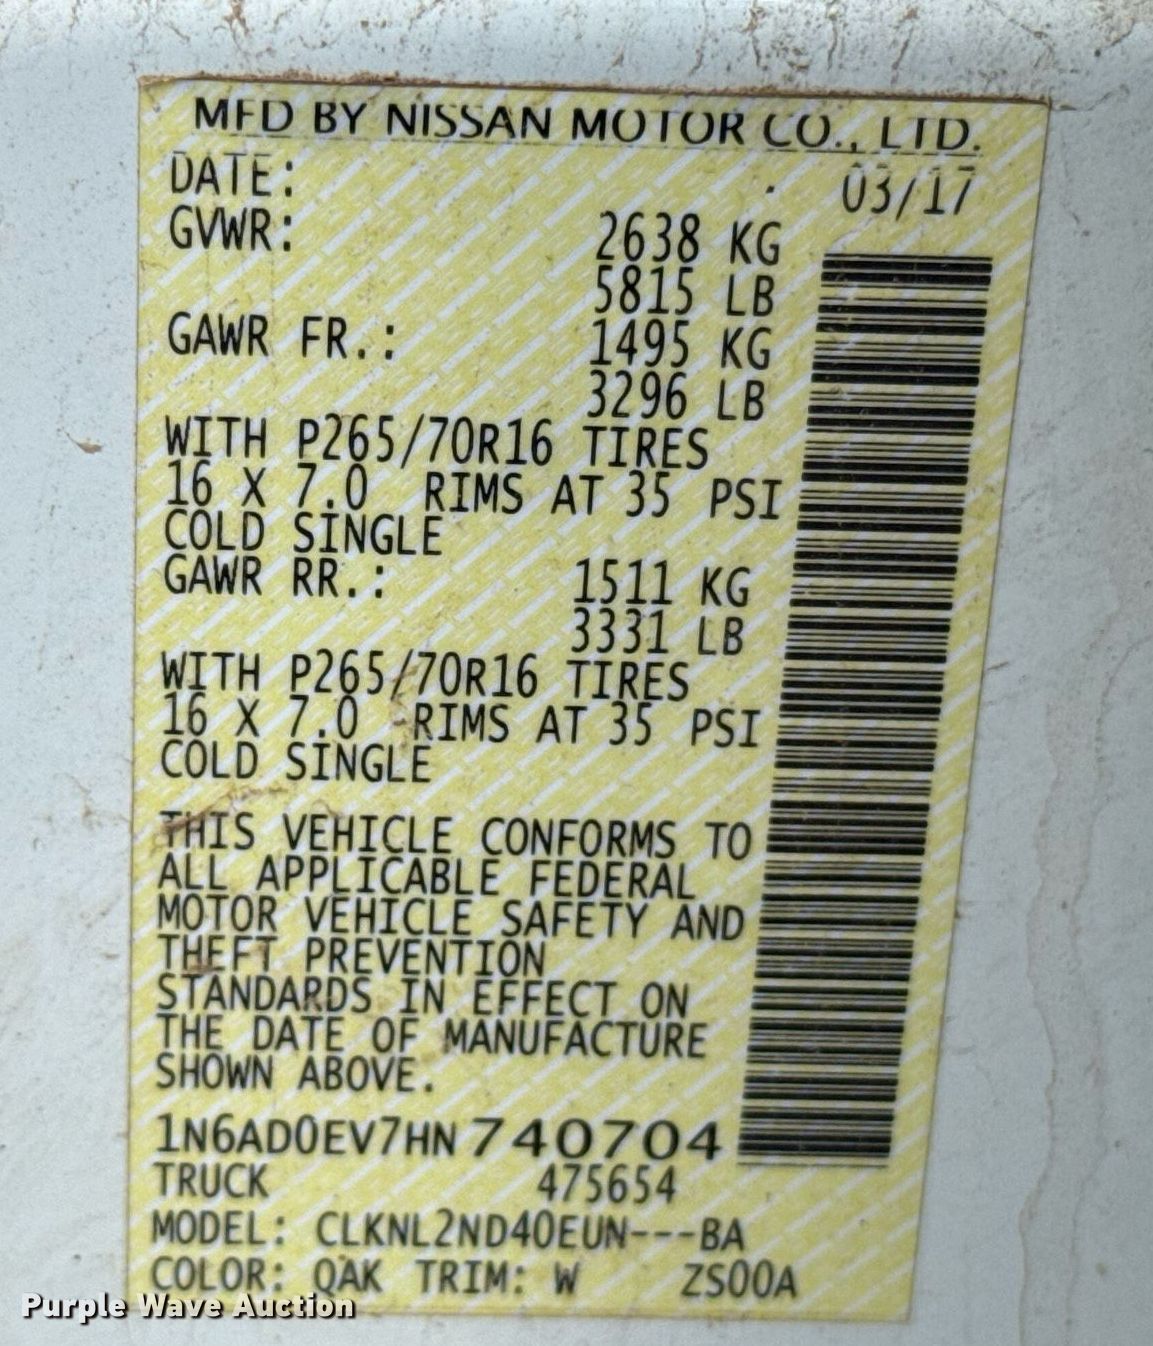 MFD BY NISSAN MOTOR CO., LTD.
DATE: 03/17
GVWR: 2638 KG
5815 LB
GAWR FR.: 1495 KG
3296 LB
WITH P265/70R16 TIRES
16 X 7.0 RIMS AT 35 PSI
COLD SINGLE
GAWR RR.: 1511 KG
3331 LB
WITH P265/70R16 TIRES
16 X 7.0 RIMS AT 35 PSI
COLD SINGLE
THIS VEHICLE CONFORMS TO
ALL APPLICABLE FEDERAL
MOTOR VEHICLE SAFETY AND
THEFT PREVENTION
STANDARDS IN EFFECT ON
THE DATE OF MANUFACTURE
SHOWN ABOVE.
1N6AD0EV7HN740704
TRUCK 475654
MODEL: CLKNL2ND40EUN---BA
COLOR: QAK TRIM: W ZS00A
Purple Wave Auction